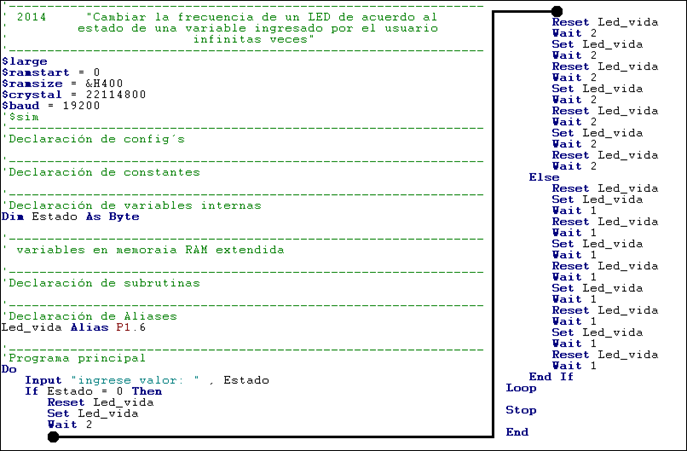 '---------------------------------------------------------------
' 2014     "Cambiar la frecuencia de un LED de acuerdo al
'         estado de una variable ingresado por el usuario
'                        infinitas veces"
'---------------------------------------------------------------
$large
$ramstart = 0
$ramsize = &H400
$crystal = 22114800
$baud = 19200
'$sim
'---------------------------------------------------------------
'Declaración de config´s
'---------------------------------------------------------------
'Declaración de constantes
'---------------------------------------------------------------
'Declaración de variables internas
Dim Estado As Byte
'---------------------------------------------------------------
' variables en memoraia RAM extendida
'---------------------------------------------------------------
'Declaración de subrutinas
'---------------------------------------------------------------
'Declaración de Aliases
Led_vida Alias P1.6
'---------------------------------------------------------------
'Programa principal
Do
   Input "ingrese valor: " , Estado
   If Estado = 0 Then
      Reset Led_vida
      Set Led_vida
      Wait 2
      Reset Led_vida
      Wait 2
      Set Led_vida
      Wait 2
      Reset Led_vida
      Wait 2
      Set Led_vida
      Wait 2
      Reset Led_vida
      Wait 2
      Set Led_vida
      Wait 2
      Reset Led_vida
      Wait 2
   Else
      Reset Led_vida
      Set Led_vida
      Wait 1
      Reset Led_vida
      Wait 1
      Set Led_vida
      Wait 1
      Reset Led_vida
      Wait 1
      Set Led_vida
      Wait 1
      Reset Led_vida
      Wait 1
      Set Led_vida
      Wait 1
      Reset Led_vida
      Wait 1
   End If
Loop
Stop
End